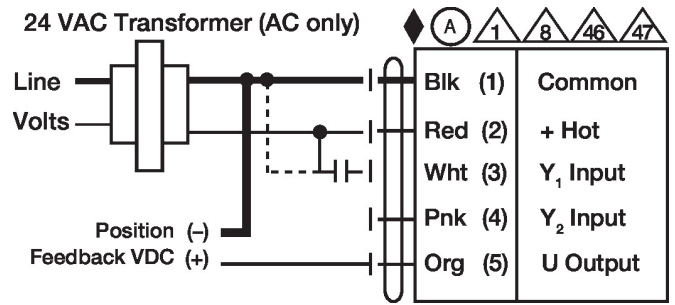 24 VAC Transformer (AC only)
A 1 8 46 47
Line
Volts
Blk (1) Common
Red (2) + Hot
Wht (3) Y₁ Input
Pnk (4) Y₂ Input
Position (–)
Feedback VDC (+)
Org (5) U Output